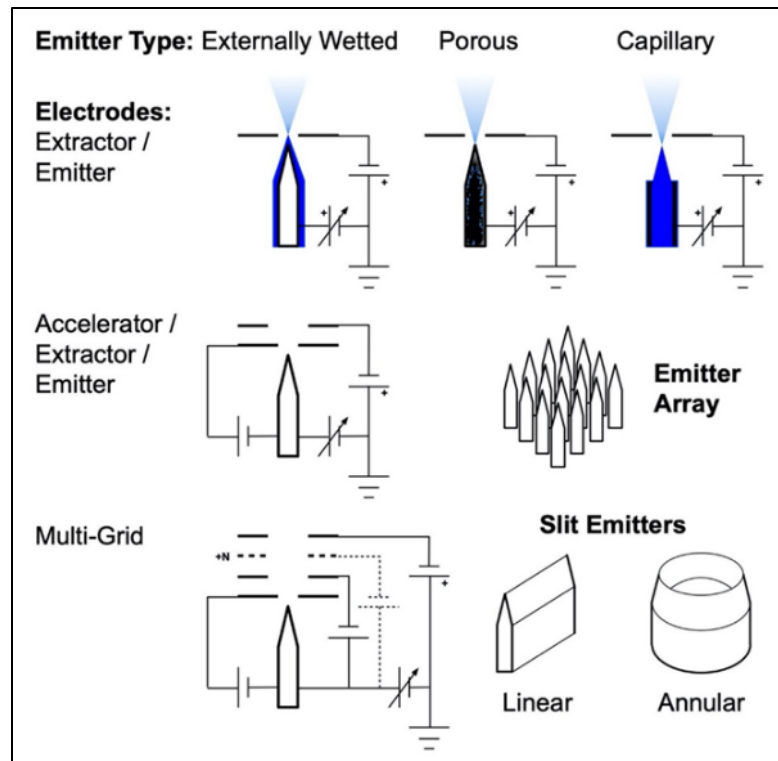 Emitter Type: Externally Wetted Porous Capillary
Electrodes:
Extractor /
Emitter
+
+
+
+
+
+
Accelerator /
Extractor /
Emitter
+
Emitter
Array
Multi-Grid
+N
+
Slit Emitters
Linear
Annular